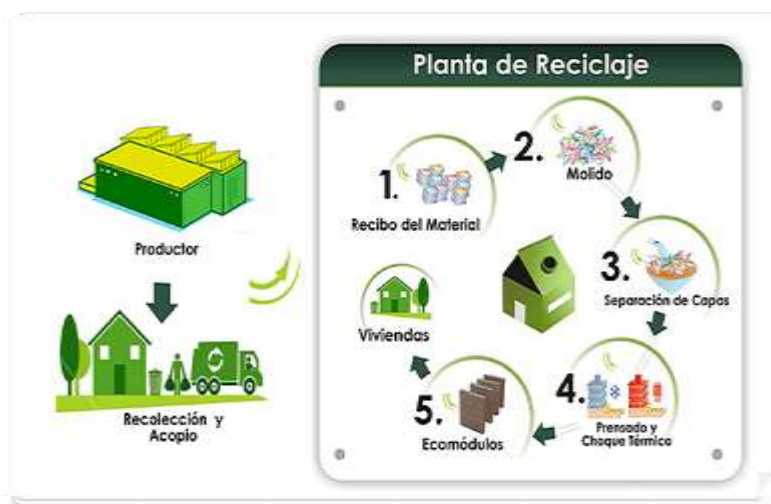 Planta de Reciclaje
Productor
Recolección y
Acopio
1.
Recibo del Material
2.
Molido
3.
Separación de Capas
4.
Prensado y
Choque Térmico
5.
Ecomódulos
Viviendas